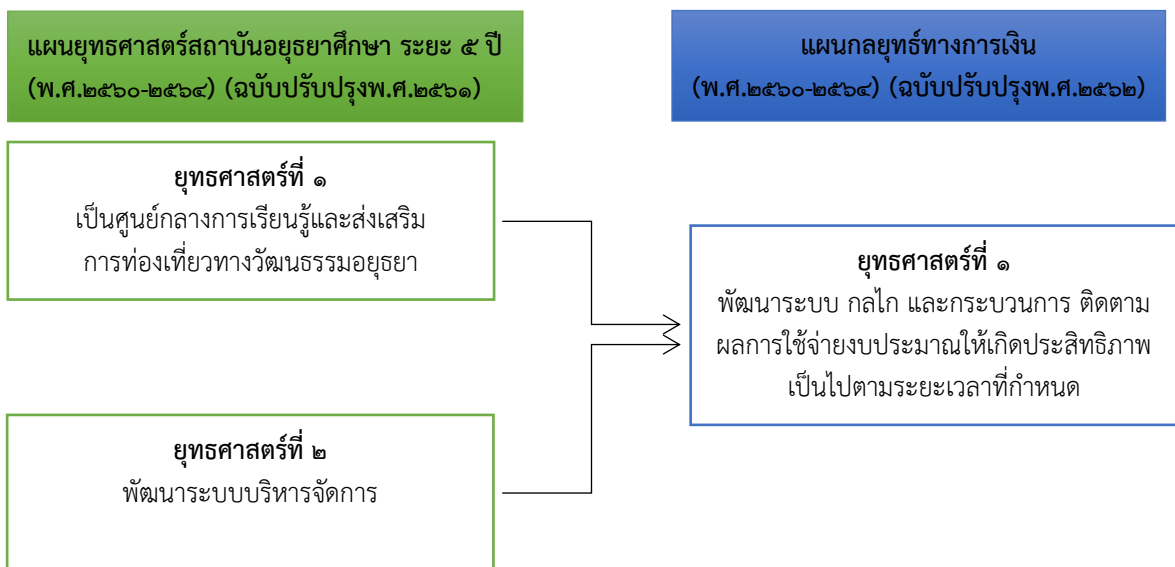 แผนยุทธศาสตร์สถาบันอยุธยาศึกษา ระยะ ๕ ปี
(พ.ศ.๒๕๖๐-๒๕๖๔) (ฉบับปรับปรุงพ.ศ.๒๕๖๑)
แผนกลยุทธ์ทางการเงิน
(พ.ศ.๒๕๖๐-๒๕๖๔) (ฉบับปรับปรุงพ.ศ.๒๕๖๒)
ยุทธศาสตร์ที่ ๑
เป็นศูนย์กลางการเรียนรู้และส่งเสริม
การท่องเที่ยวทางวัฒนธรรมอยุธยา
ยุทธศาสตร์ที่ ๒
พัฒนาระบบบริหารจัดการ
ยุทธศาสตร์ที่ ๑
พัฒนาระบบ กลไก และกระบวนการ ติดตาม
ผลการใช้จ่ายงบประมาณให้เกิดประสิทธิภาพ
เป็นไปตามระยะเวลาที่กำหนด